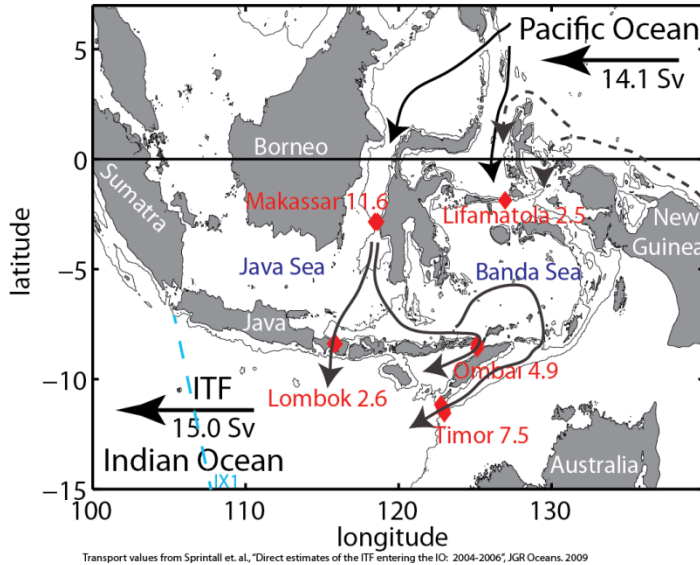 5
0
−5
−10
−15
latitude
100
110
120
130
longitude
Pacific Ocean
14.1 Sv
Borneo
Sumatra
Makassar 11.6
Lifamatola 2.5
New
Guinea
Java Sea
Banda Sea
Java
Ombai 4.9
ITF
Lombok 2.6
15.0 Sv
Timor 7.5
Indian Ocean
IX1
Australia
Transport values from Sprintall et. al., "Direct estimates of the ITF entering the IO: 2004-2006", JGR Oceans. 2009